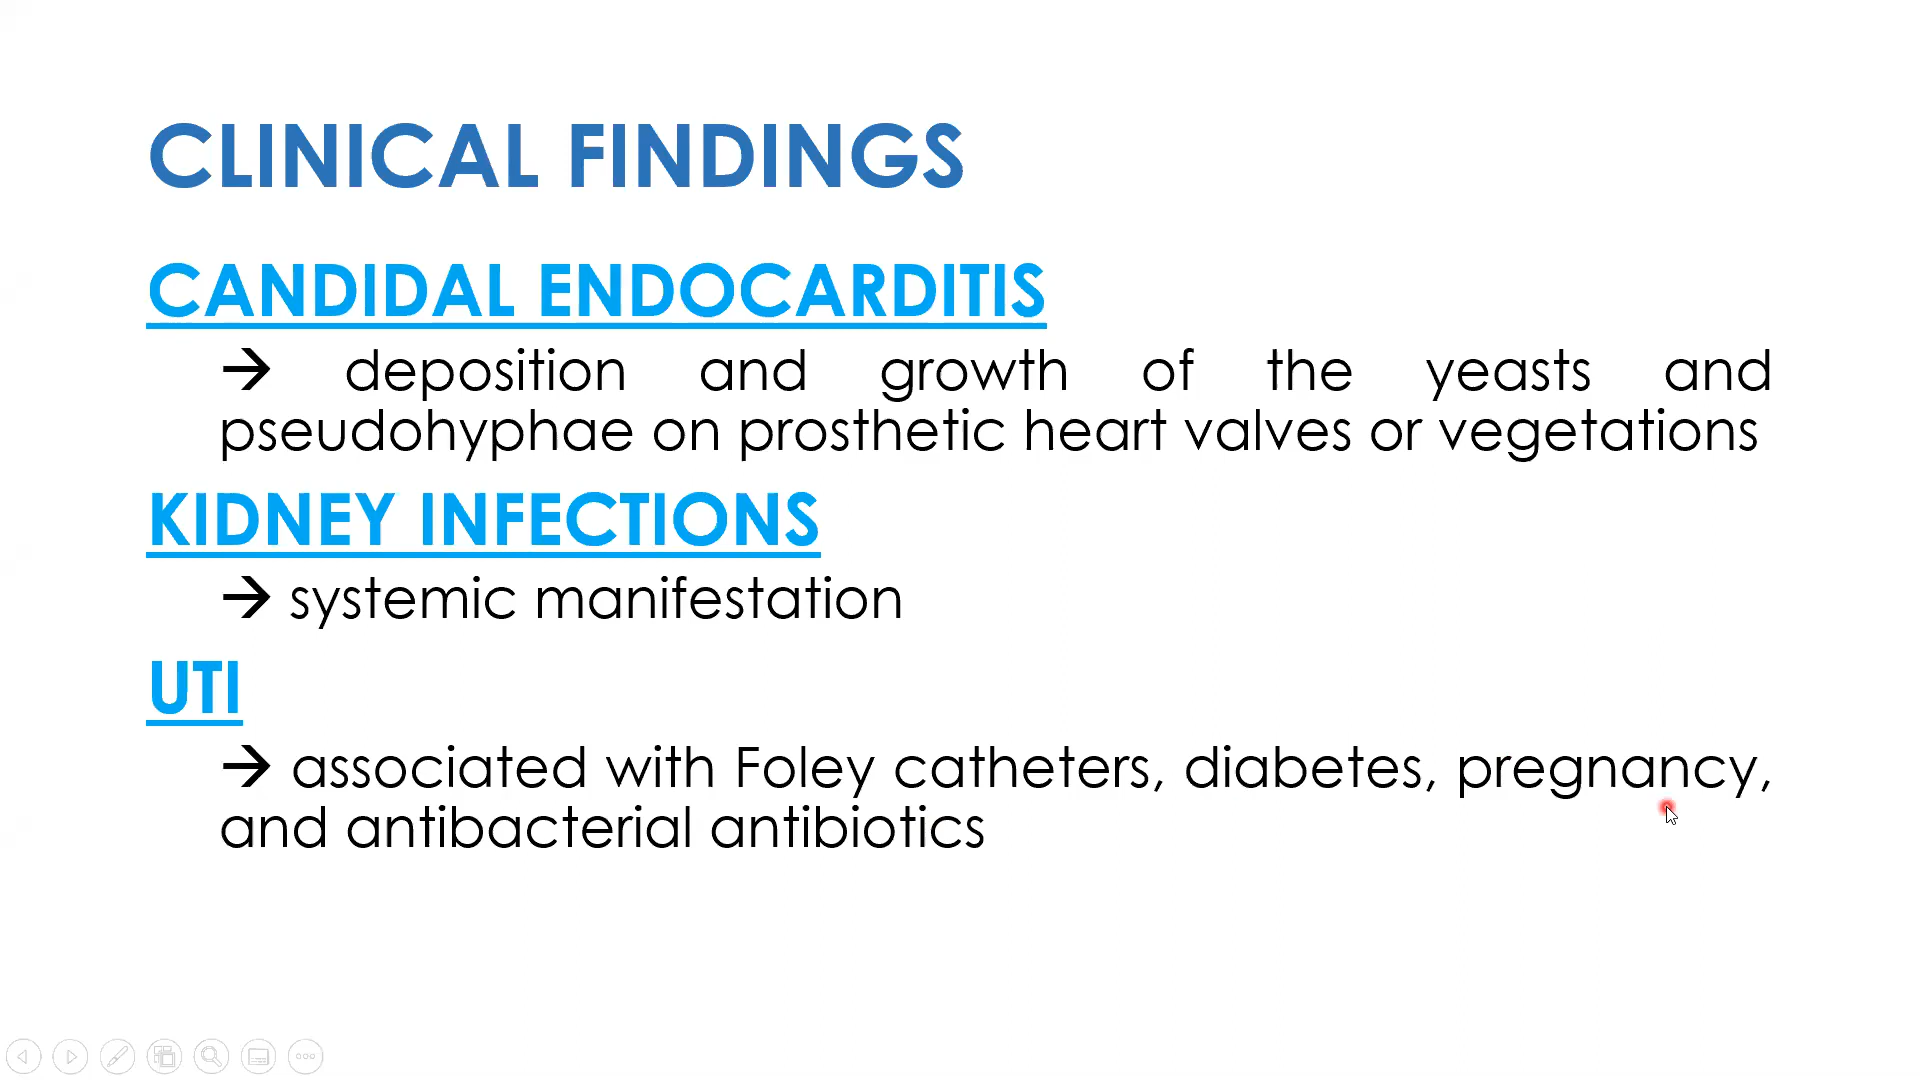 CLINICAL FINDINGS
CANDIDAL ENDOCARDITIS
→ deposition and growth of the yeasts and
pseudohyphae on prosthetic heart valves or vegetations
KIDNEY INFECTIONS
→ systemic manifestation
UTI
→ associated with Foley catheters, diabetes, pregnancy,
and antibacterial antibiotics